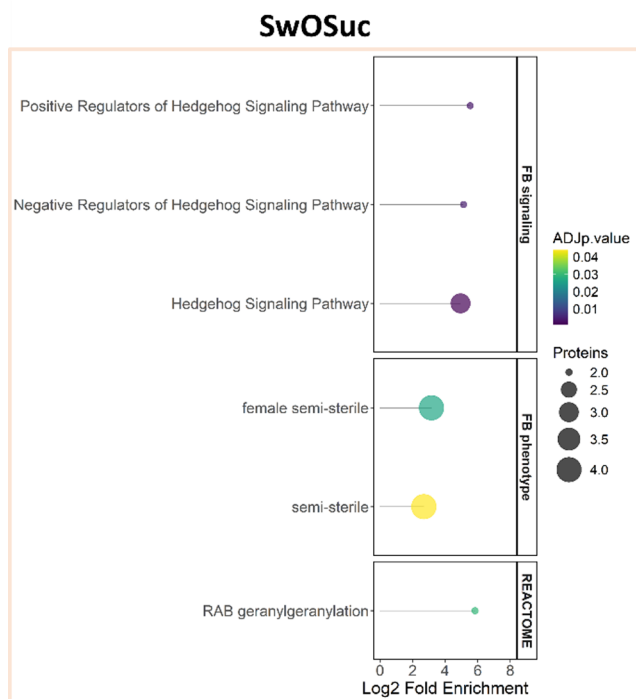 SwOSuc
Positive Regulators of Hedgehog Signaling Pathway
Negative Regulators of Hedgehog Signaling Pathway
Hedgehog Signaling Pathway
FB signaling
female semi-sterile
semi-sterile
FB phenotype
RAB geranylgeranylation
REACTOME
0 2 4 6 8
Log2 Fold Enrichment
ADJp.value
0.04
0.03
0.02
0.01
Proteins
2.0
2.5
3.0
3.5
4.0